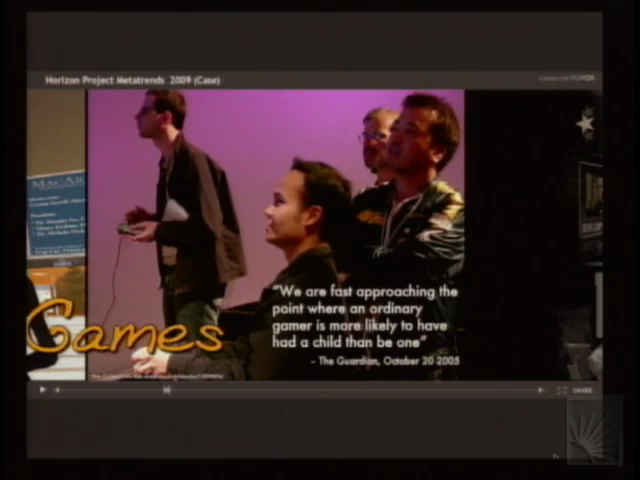 Horizon Project Metatrends 2009 (Case)
"We are fast approaching the
point where an ordinary
gamer is more likely to have
had a child than be one"
– The Guardian, October 20 2005
Games
SHARE